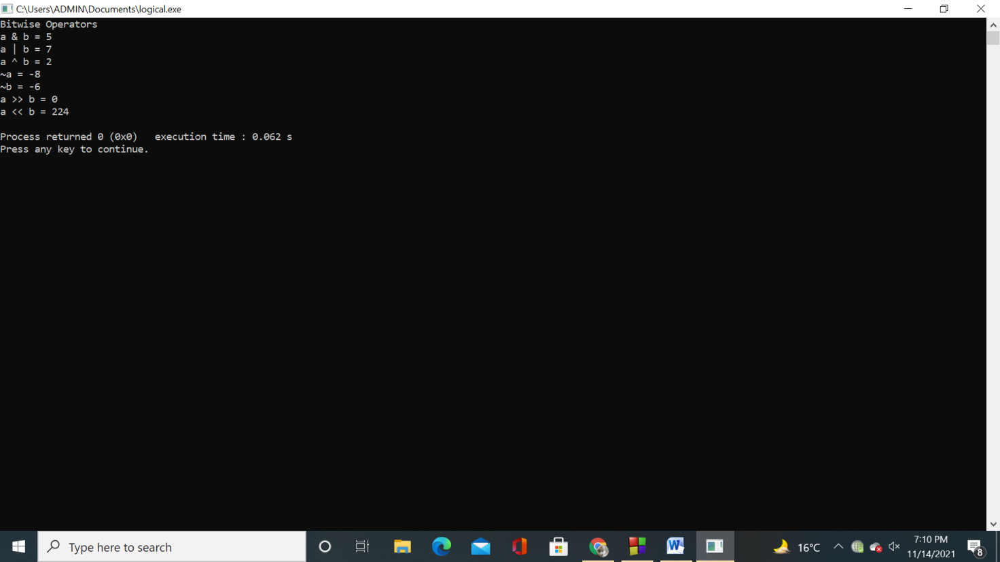 C:\Users\ADMIN\Documents\logical.exe
Bitwise Operators
a & b = 5
a | b = 7
a ^ b = 2
~a = -8
~b = -6
a >> b = 0
a << b = 224
Process returned 0 (0x0)   execution time : 0.062 s
Press any key to continue.
Type here to search
16°C
7:10 PM
11/14/2021
8